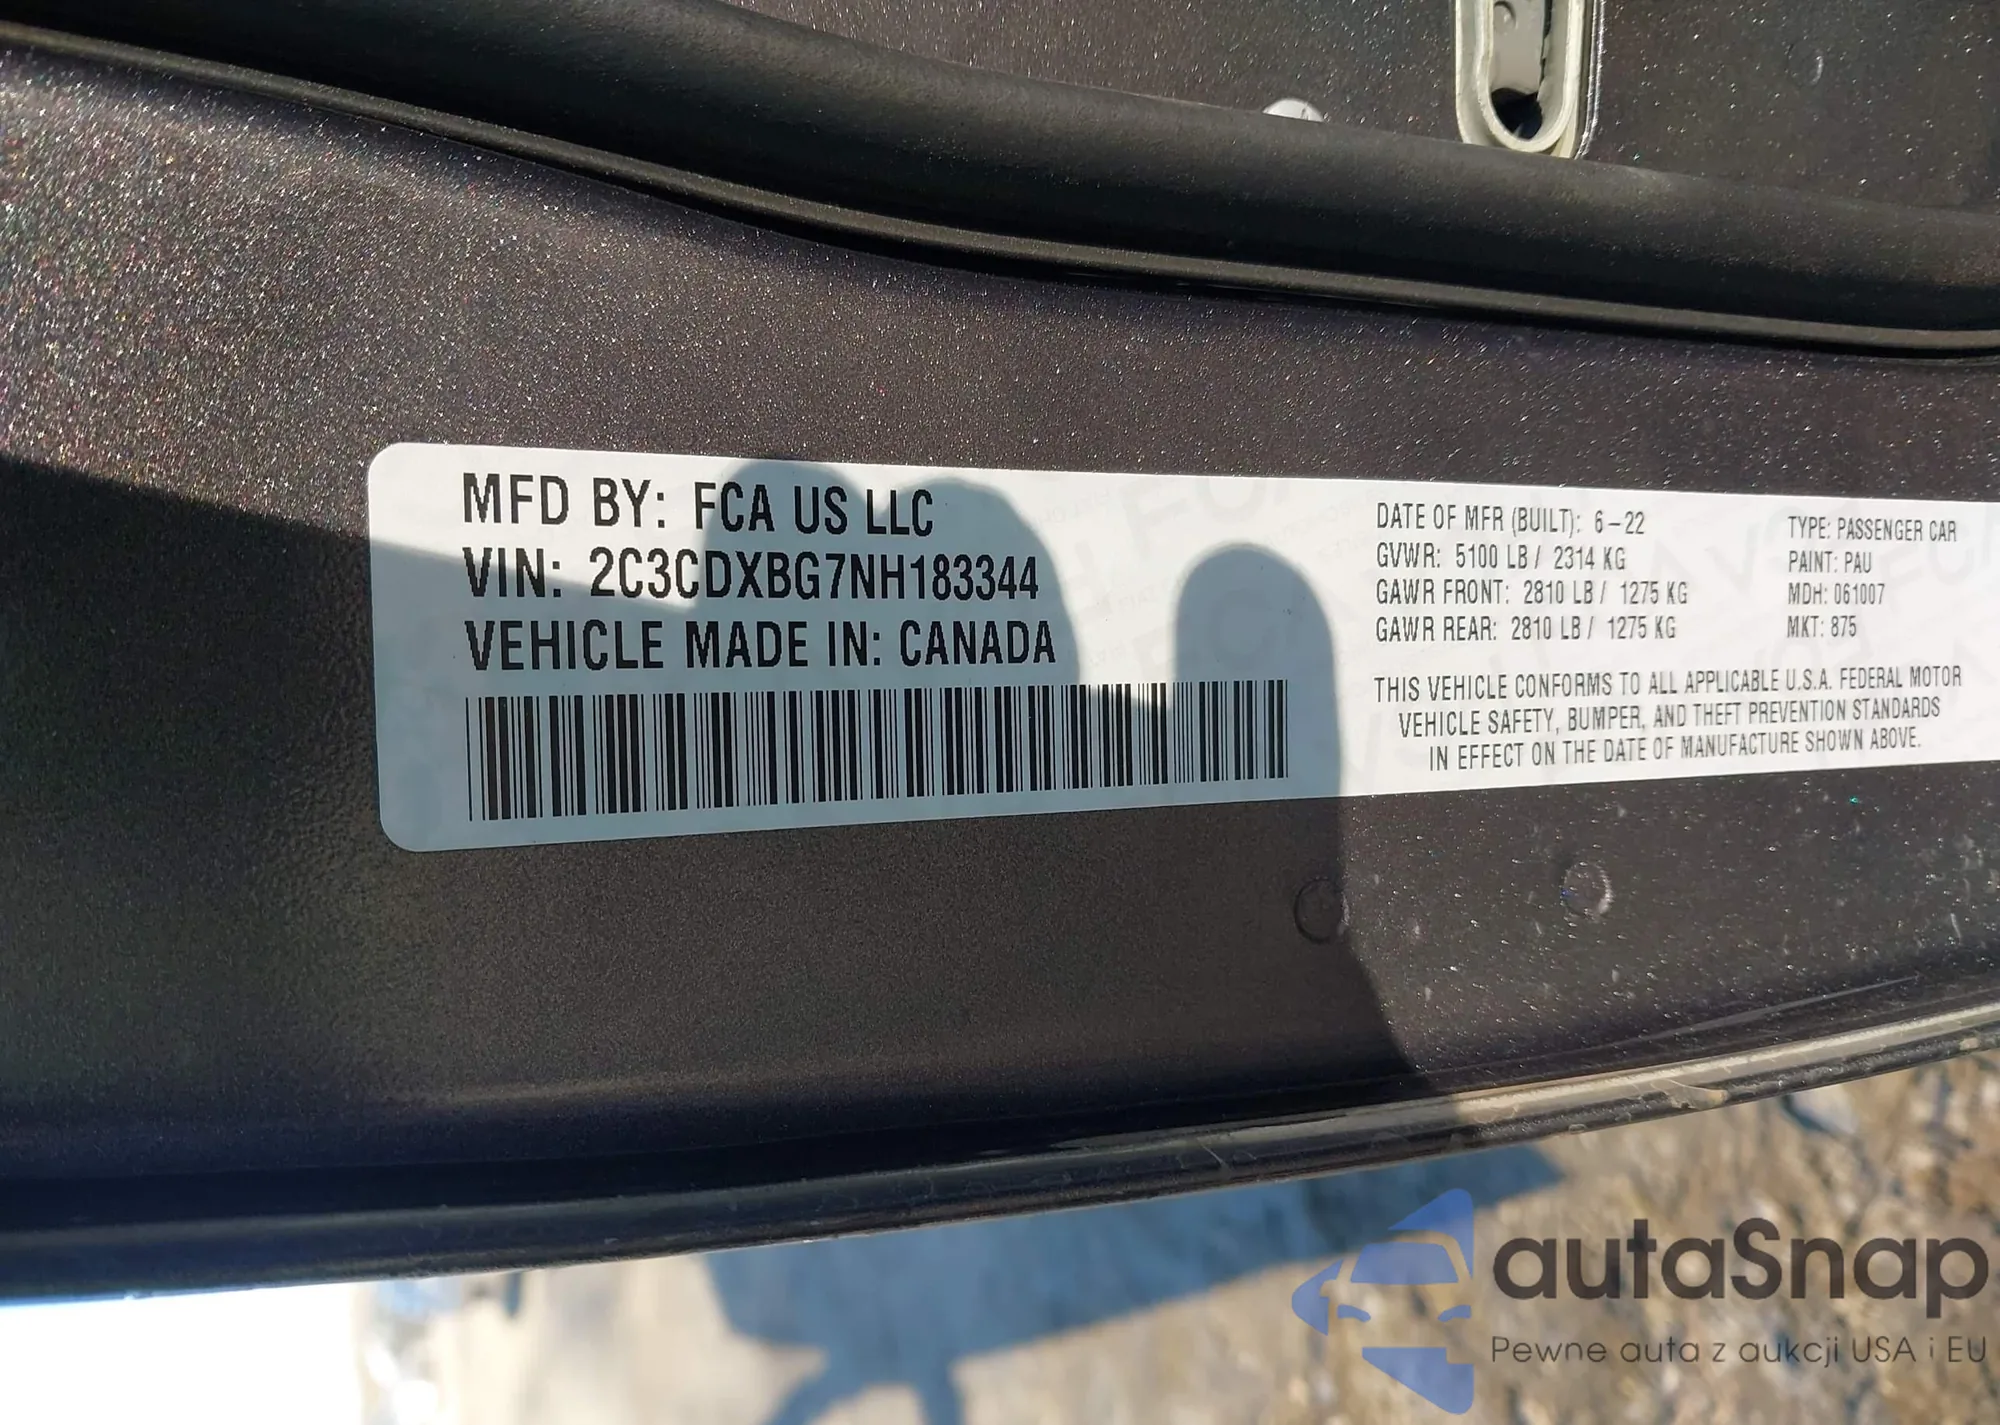 MFD BY: FCA US LLC
VIN: 2C3CDXBG7NH183344
VEHICLE MADE IN: CANADA
DATE OF MFR (BUILT): 6-22
GVWR: 5100 LB / 2314 KG
GAWR FRONT: 2810 LB / 1275 KG
GAWR REAR: 2810 LB / 1275 KG
TYPE: PASSENGER CAR
PAINT: PAU
MDH: 061007
MKT: 875
THIS VEHICLE CONFORMS TO ALL APPLICABLE U.S.A. FEDERAL MOTOR
VEHICLE SAFETY, BUMPER, AND THEFT PREVENTION STANDARDS
IN EFFECT ON THE DATE OF MANUFACTURE SHOWN ABOVE.
autaSnap
Pewne auta z aukcji USA i EU